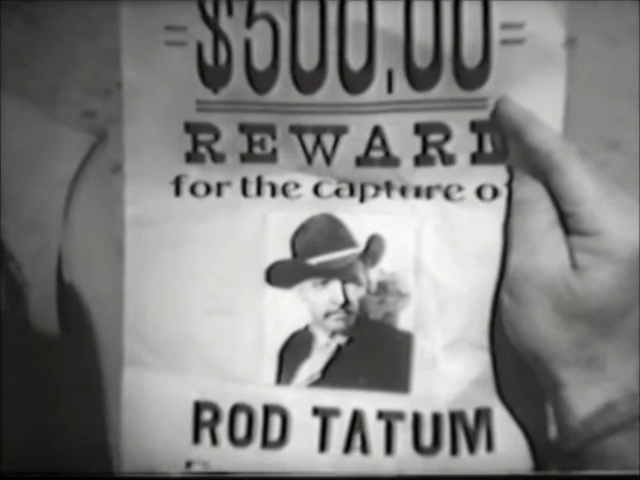 =$500.00=
REWARD
for the capture o
ROD TATUM